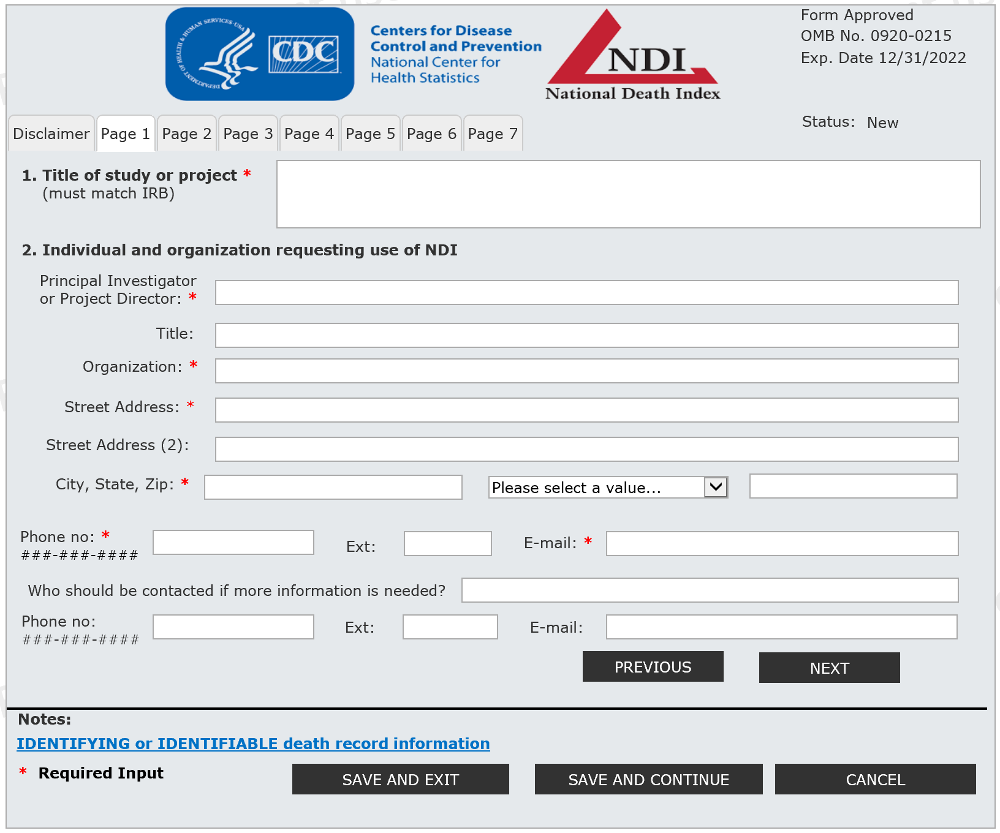 DEPARTMENT OF HEALTH & HUMAN SERVICES-USA
CDC
Centers for Disease
Control and Prevention
National Center for
Health Statistics
NDI
National Death Index
Form Approved
OMB No. 0920-0215
Exp. Date 12/31/2022
Status: New
Disclaimer Page 1 Page 2 Page 3 Page 4 Page 5 Page 6 Page 7
1. Title of study or project *
(must match IRB)
2. Individual and organization requesting use of NDI
Principal Investigator
or Project Director: *
Title:
Organization: *
Street Address: *
Street Address (2):
City, State, Zip: * Please select a value...
Phone no: * Ext: E-mail: *
###-###-####
Who should be contacted if more information is needed?
Phone no: Ext: E-mail:
###-###-####
PREVIOUS NEXT
Notes:
IDENTIFYING or IDENTIFIABLE death record information
* Required Input SAVE AND EXIT SAVE AND CONTINUE CANCEL